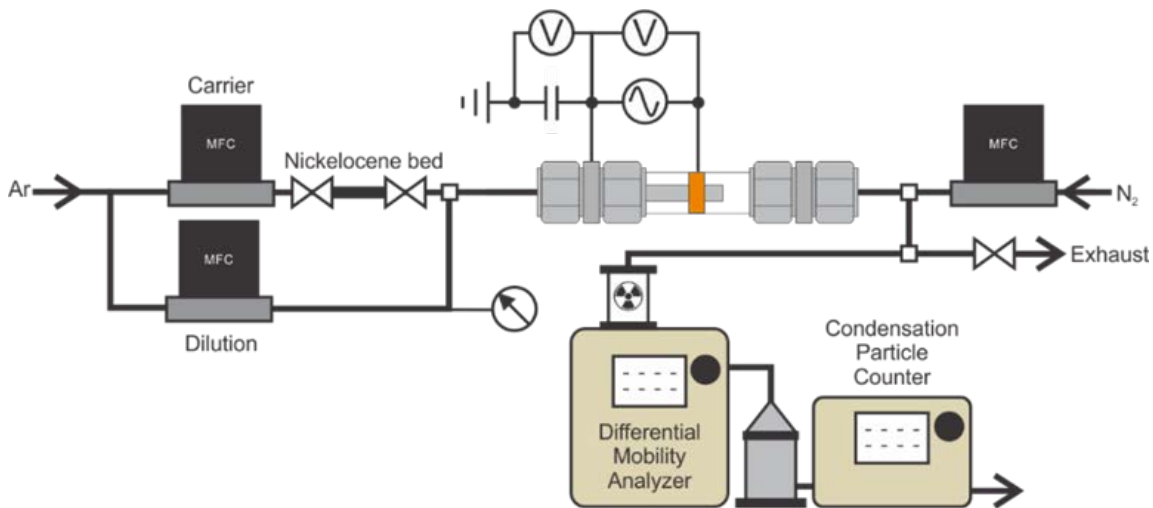 Carrier
MFC
Nickelocene bed
Ar
MFC
Dilution
V
V
MFC
N₂
Exhaust
Condensation
Particle
Counter
Differential
Mobility
Analyzer